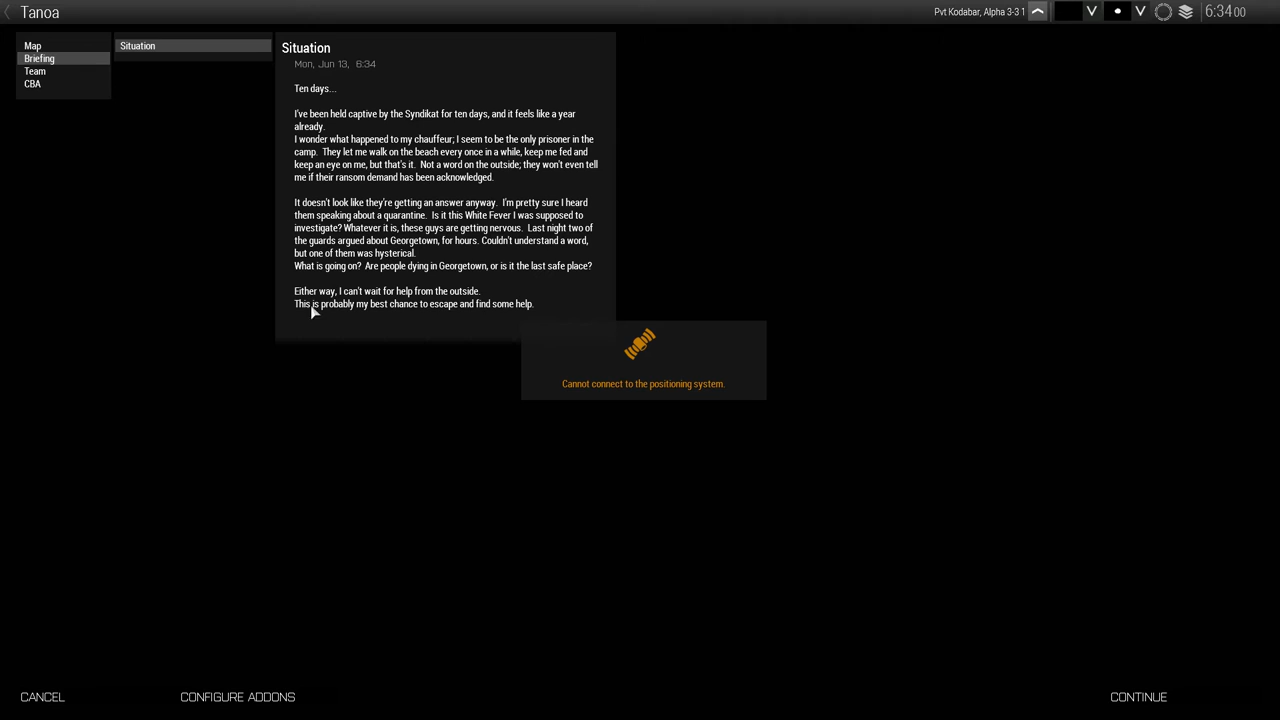 Tanoa
Pvt Kodabar, Alpha 3-3 1
6:34 00
Map
Briefing
Team
CBA
Situation
Situation
Mon, Jun 13, 6:34
Ten days...
I've been held captive by the Syndikat for ten days, and it feels like a year
already.
I wonder what happened to my chauffeur; I seem to be the only prisoner in the
camp. They let me walk on the beach every once in a while, keep me fed and
keep an eye on me, but that's it. Not a word on the outside; they won't even tell
me if their ransom demand has been acknowledged.
It doesn't look like they're getting an answer anyway. I'm pretty sure I heard
them speaking about a quarantine. Is it this White Fever I was supposed to
investigate? Whatever it is, these guys are getting nervous. Last night two of
the guards argued about Georgetown, for hours. Couldn't understand a word,
but one of them was hysterical.
What is going on? Are people dying in Georgetown, or is it the last safe place?
Either way, I can't wait for help from the outside.
This is probably my best chance to escape and find some help.
Cannot connect to the positioning system.
CANCEL
CONFIGURE ADDONS
CONTINUE